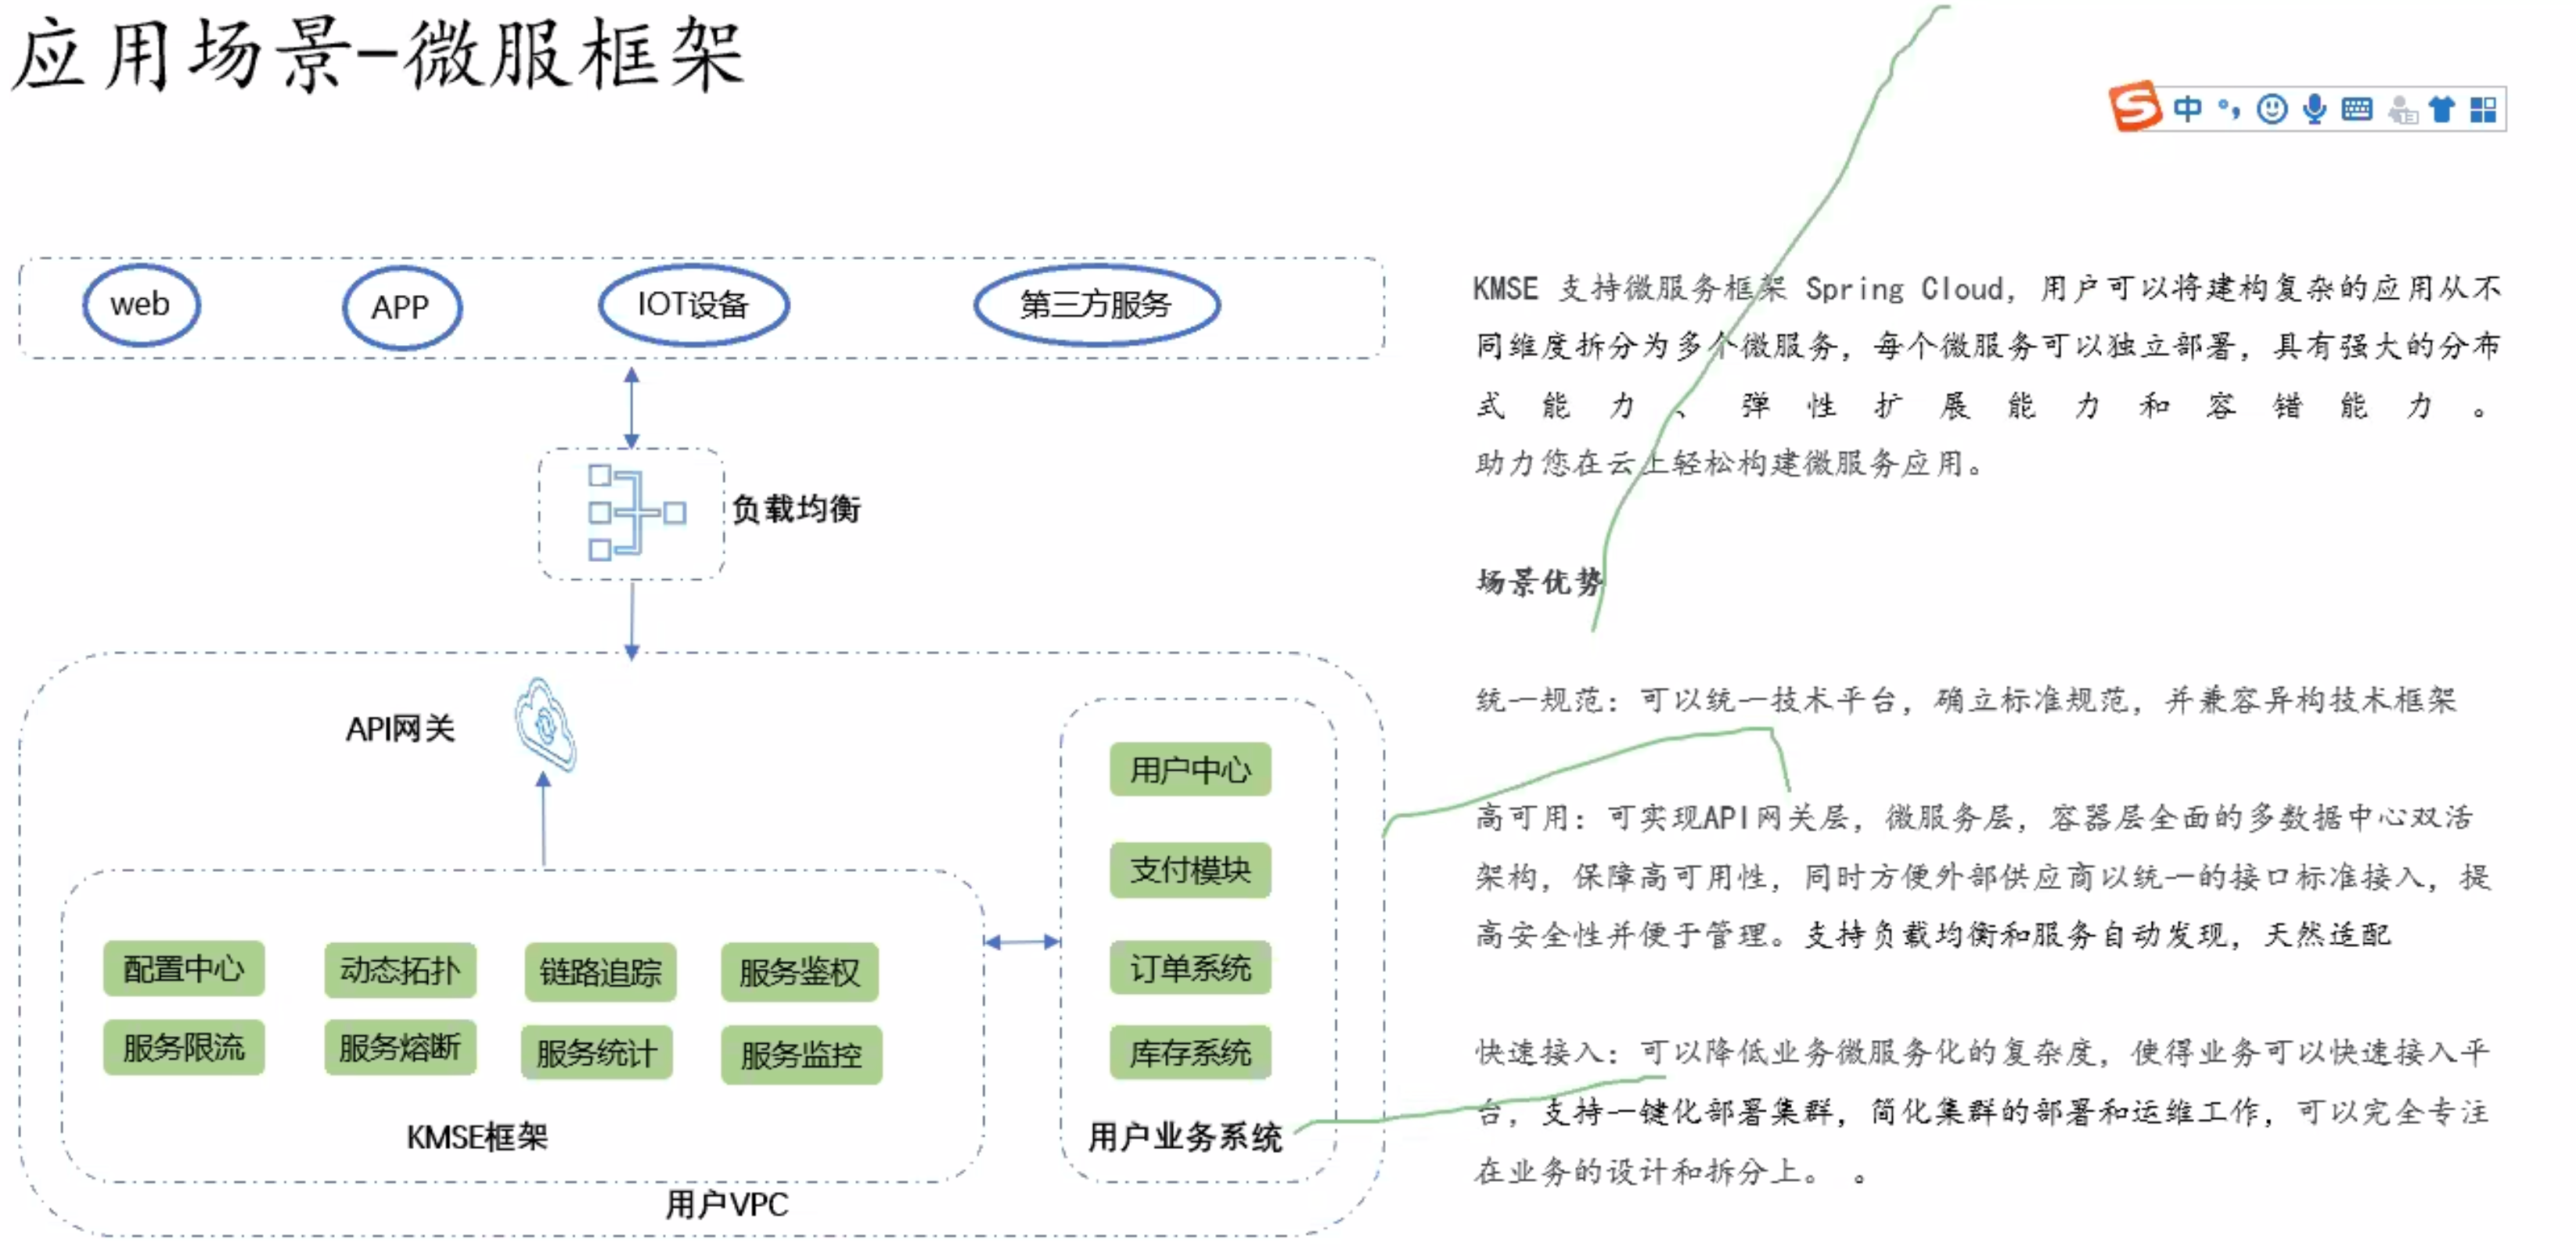 应用场景-微服框架
中
web
APP
IOT设备
第三方服务
负载均衡
API网关
配置中心
动态拓扑
链路追踪
服务鉴权
服务限流
服务熔断
服务统计
服务监控
KMSE框架
用户中心
支付模块
订单系统
库存系统
用户业务系统
用户VPC
KMSE 支持微服务框架 Spring Cloud，用户可以将建构复杂的应用从不
同维度拆分为多个微服务，每个微服务可以独立部署，具有强大的分布
式能力、弹性扩展能力和容错能力。
助力您在云上轻松构建微服务应用。
场景优势
统一规范：可以统一技术平台，确立标准规范，并兼容异构技术框架
高可用：可实现API网关层，微服务层，容器层全面的多数据中心双活
架构，保障高可用性，同时方便外部供应商以统一的接口标准接入，提
高安全性并便于管理。支持负载均衡和服务自动发现，天然适配
快速接入：可以降低业务微服务化的复杂度，使得业务可以快速接入平
台，支持一键化部署集群，简化集群的部署和运维工作，可以完全专注
在业务的设计和拆分上。 。